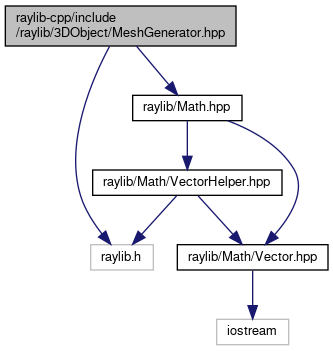 raylib-cpp/include
/raylib/3DObject/MeshGenerator.hpp
raylib/Math.hpp
raylib/Math/VectorHelper.hpp
raylib.h
raylib/Math/Vector.hpp
iostream